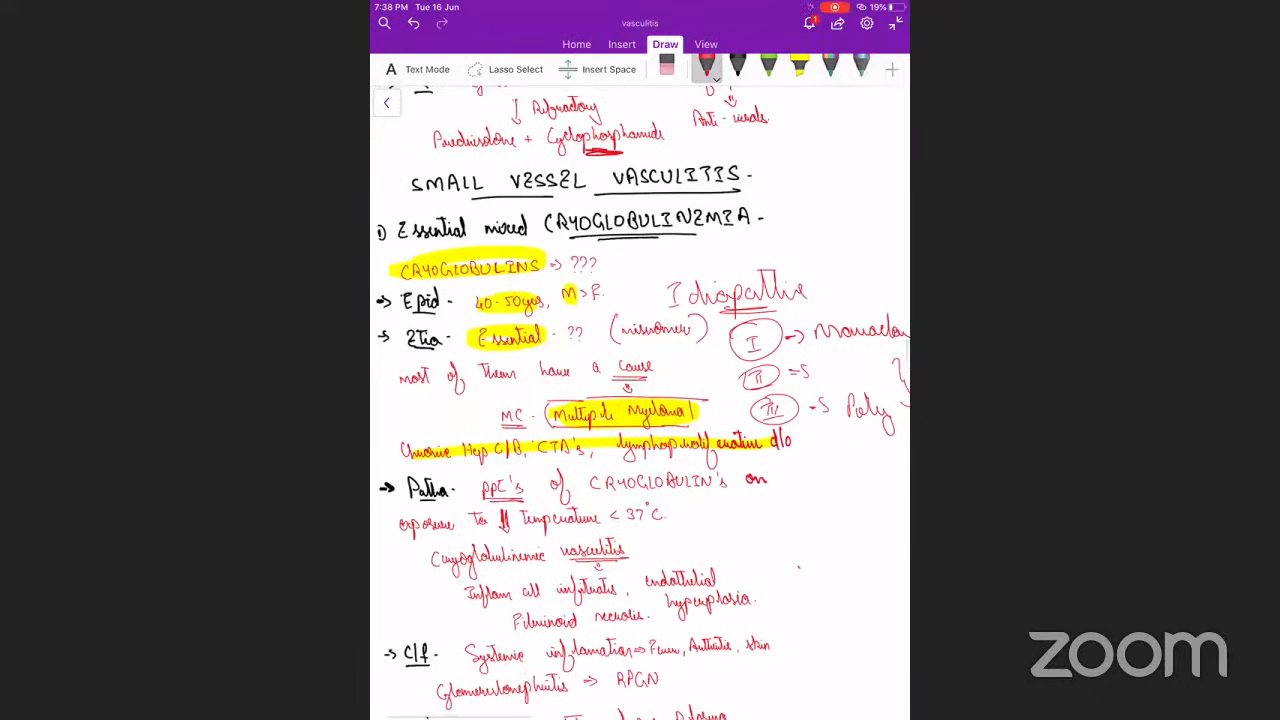 7:38 PM Tue 16 Jun
19%
vasculitis
Home Insert Draw View
A Text Mode Lasso Select Insert Space
Refractory
Prednisolone + Cyclophosphamide
Anti-virals
SMALL VESSEL VASCULITIS.
1) Essential mixed CRYOGLOBULINEMIA.
CRYOGLOBULINS => ???
→ Epid. 40-50yrs, M>F.
Idiopathic
→ Etio. Essential - ?? (misnomer)
I → Monoclon
most of them have a cause
II =>
MC - Multiple Myeloma
III => Poly
Chronic Hep C/B, CTD's, lymphoproliferative d/o
→ Patho. PPT's of CRYOGLOBULIN's on
exposure to ↓ Temperature < 37°C.
Cryoglobulinemic vasculitis
Inflam cell infiltrates, endothelial
hyperplasia.
Fibrinoid necrosis.
→ C/f. Systemic inflamation => Fever, Arthritis, skin
Glomerulonephritis => RPGN
zoom